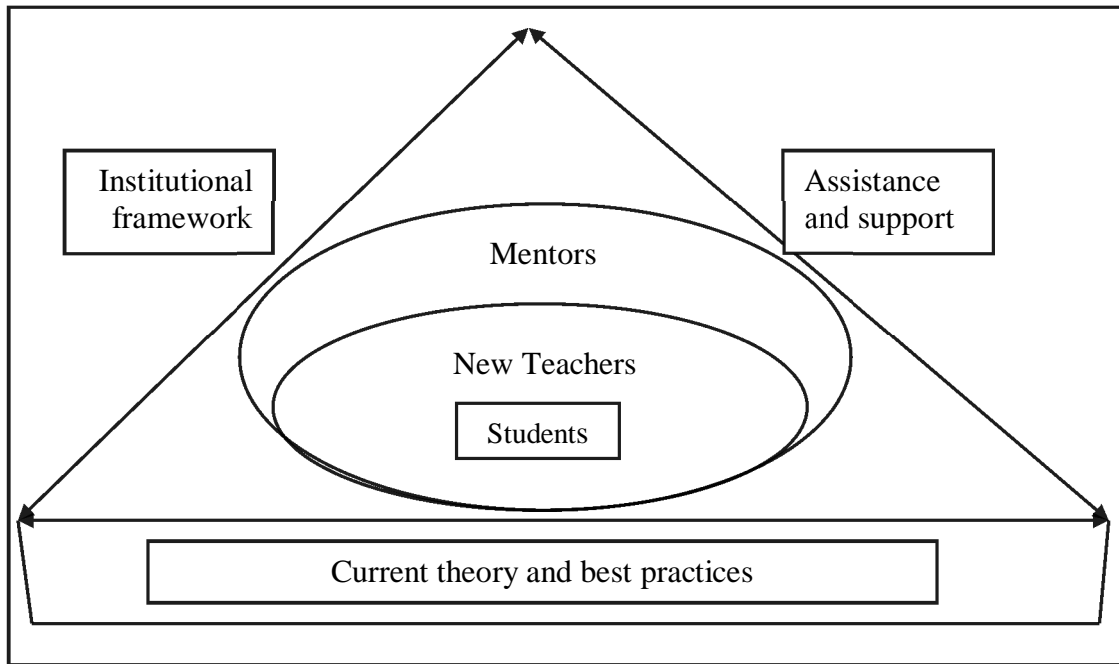 Institutional
framework
Assistance
and support
Mentors
New Teachers
Students
Current theory and best practices